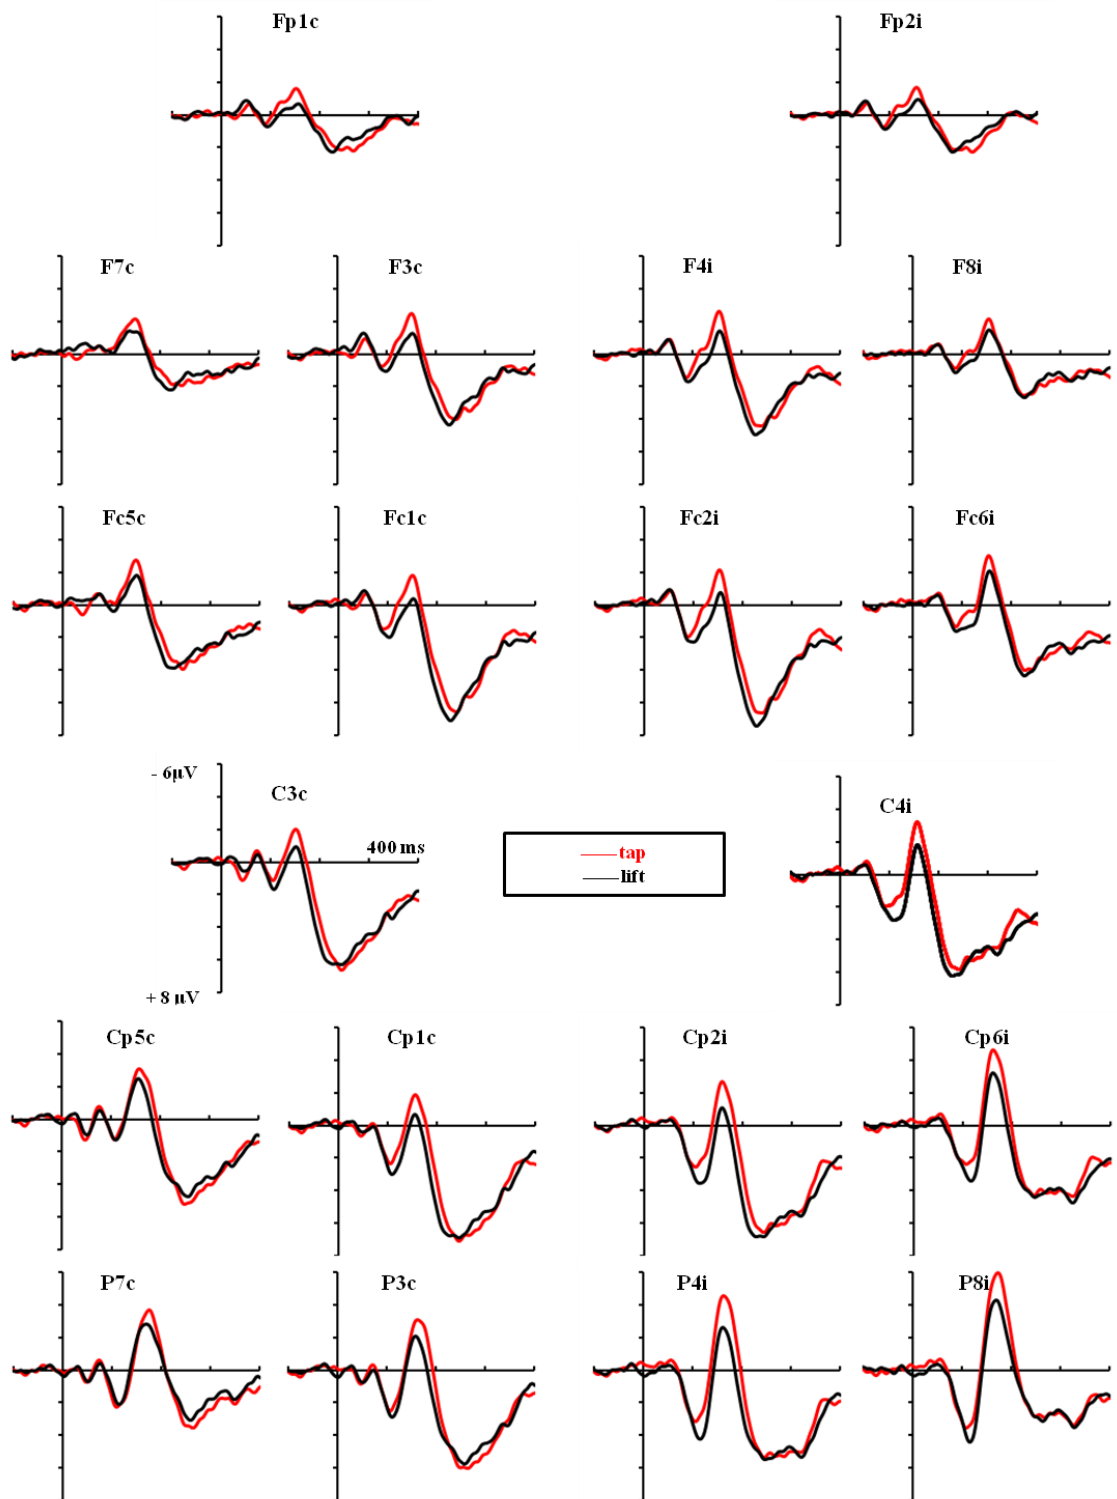 Fp1c
Fp2i
F7c
F3c
F4i
F8i
Fc5c
Fc1c
Fc2i
Fc6i
- 6µV
C3c
400 ms
+ 8 µV
C4i
tap
lift
Cp5c
Cp1c
Cp2i
Cp6i
P7c
P3c
P4i
P8i